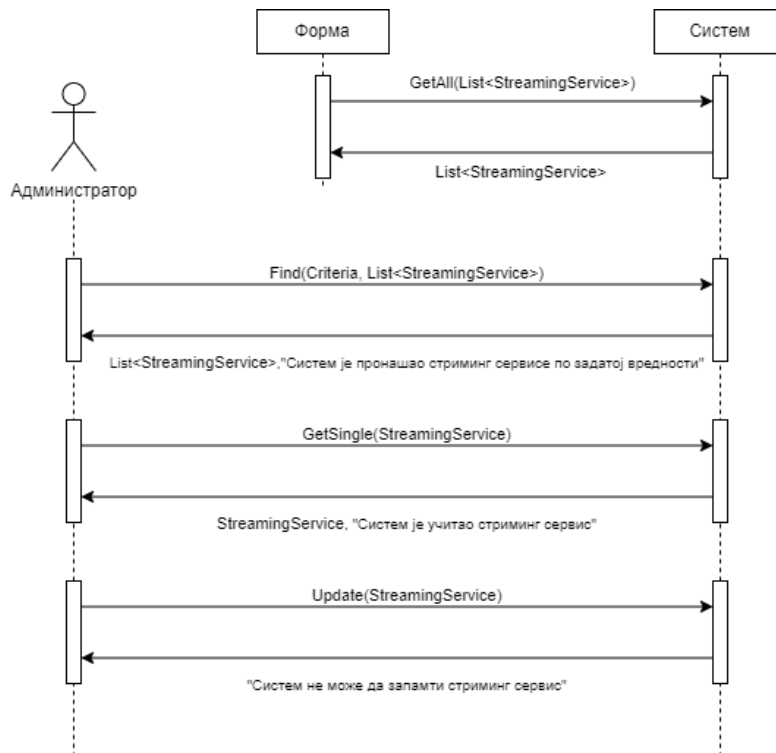 Форма
Систем
GetAll(List<StreamingService>)
List<StreamingService>
Администратор
Find(Criteria, List<StreamingService>)
List<StreamingService>,"Систем је пронашао стриминг сервисе по задатој вредности"
GetSingle(StreamingService)
StreamingService, "Систем је учитао стриминг сервис"
Update(StreamingService)
"Систем не може да запамти стриминг сервис"